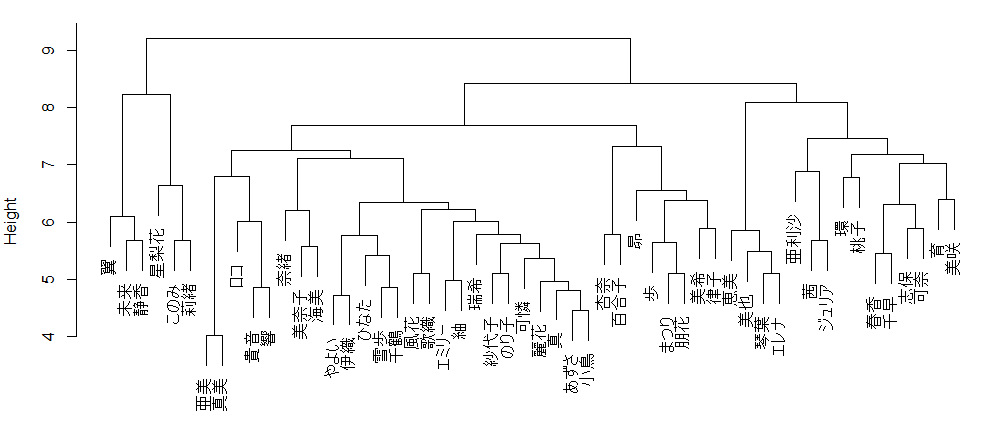 Height
9
8
7
6
5
4
翼
未来
静香
星梨花
このみ
莉緒
亜美
真美
ロコ
貴音
響
奈緒
美奈子
海美
やよい
伊織
ひなた
雪歩
千鶴
風花
歌織
エミリー
紬
瑞希
紗代子
のり子
可憐
麗花
真
あずさ
小鳥
杏奈
百合子
昴
歩
まつり
朋花
美希
律子
恵美
美也
琴葉
エレナ
亜利沙
茜
ジュリア
環
桃子
春香
千早
志保
可奈
育
美咲